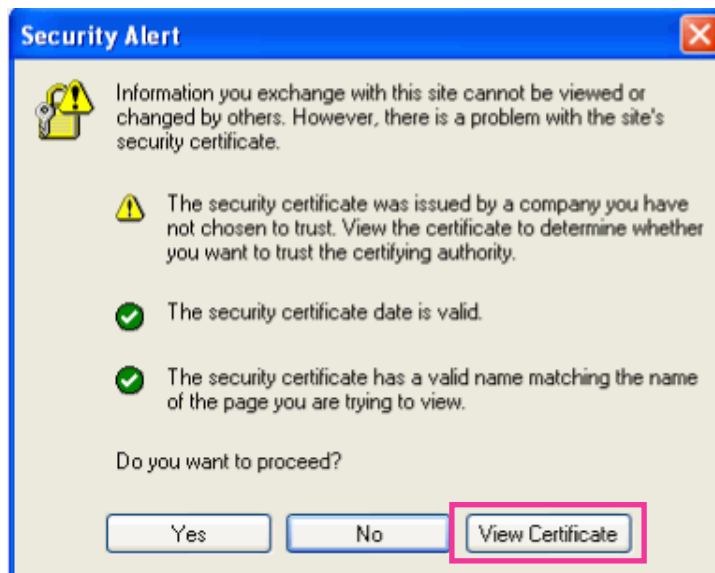 Security Alert
Information you exchange with this site cannot be viewed or
changed by others. However, there is a problem with the site's
security certificate.
The security certificate was issued by a company you have
not chosen to trust. View the certificate to determine whether
you want to trust the certifying authority.
The security certificate date is valid.
The security certificate has a valid name matching the name
of the page you are trying to view.
Do you want to proceed?
Yes No View Certificate